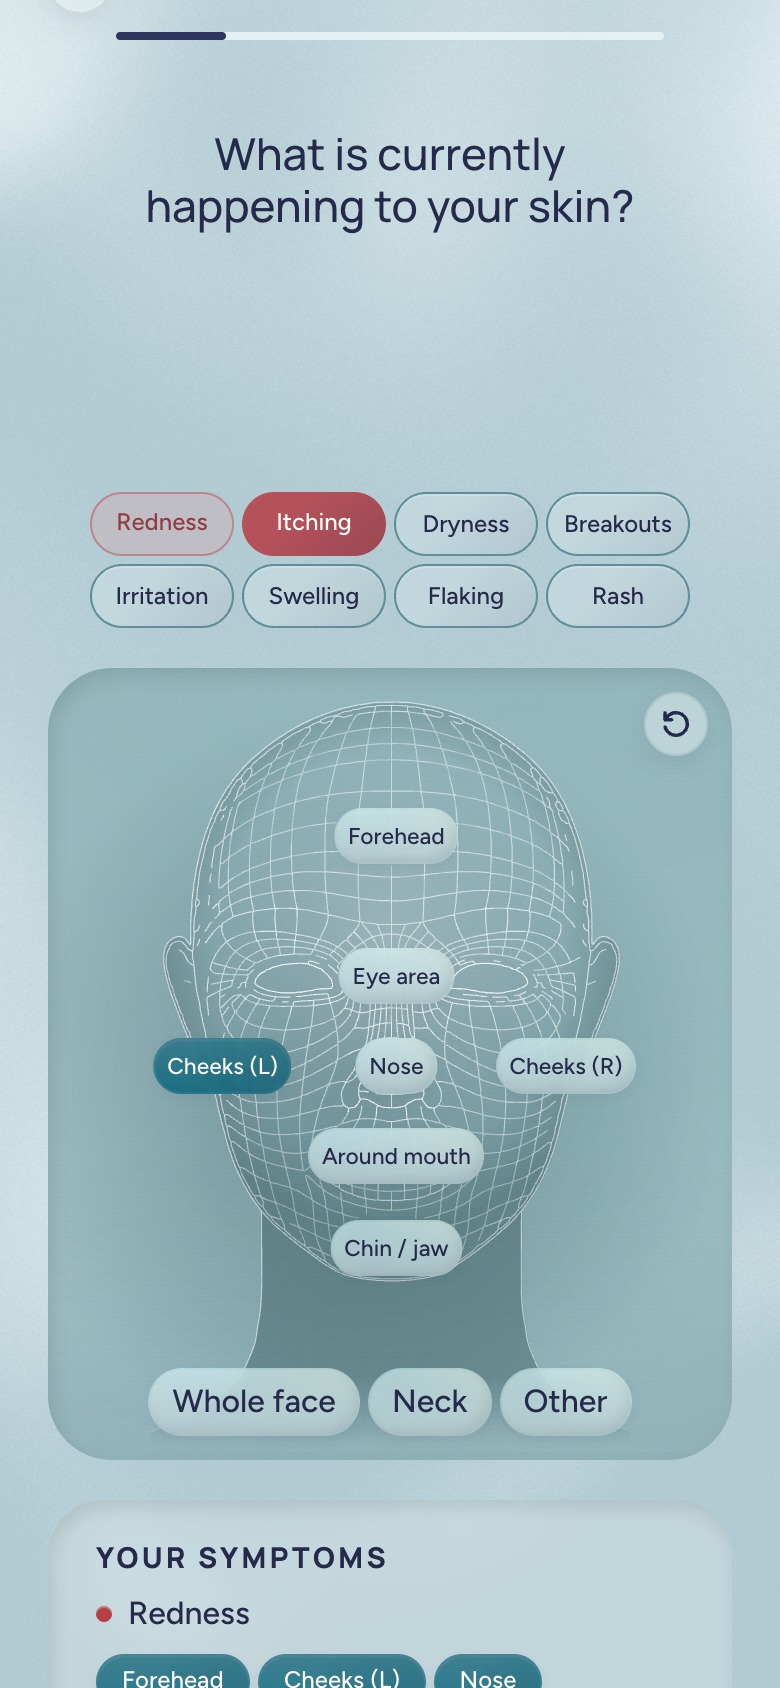 What is currently
happening to your skin?
Redness Itching Dryness Breakouts
Irritation Swelling Flaking Rash
Forehead
Eye area
Cheeks (L) Nose Cheeks (R)
Around mouth
Chin / jaw
Whole face Neck Other
YOUR SYMPTOMS
Redness
Forehead Cheeks (L) Nose